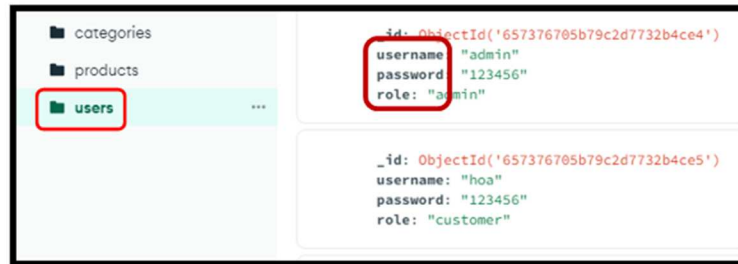 categories
products
users
...
_id: ObjectId('657376705b79c2d7732b4ce4')
username: "admin"
password: "123456"
role: "admin"
_id: ObjectId('657376705b79c2d7732b4ce5')
username: "hoa"
password: "123456"
role: "customer"